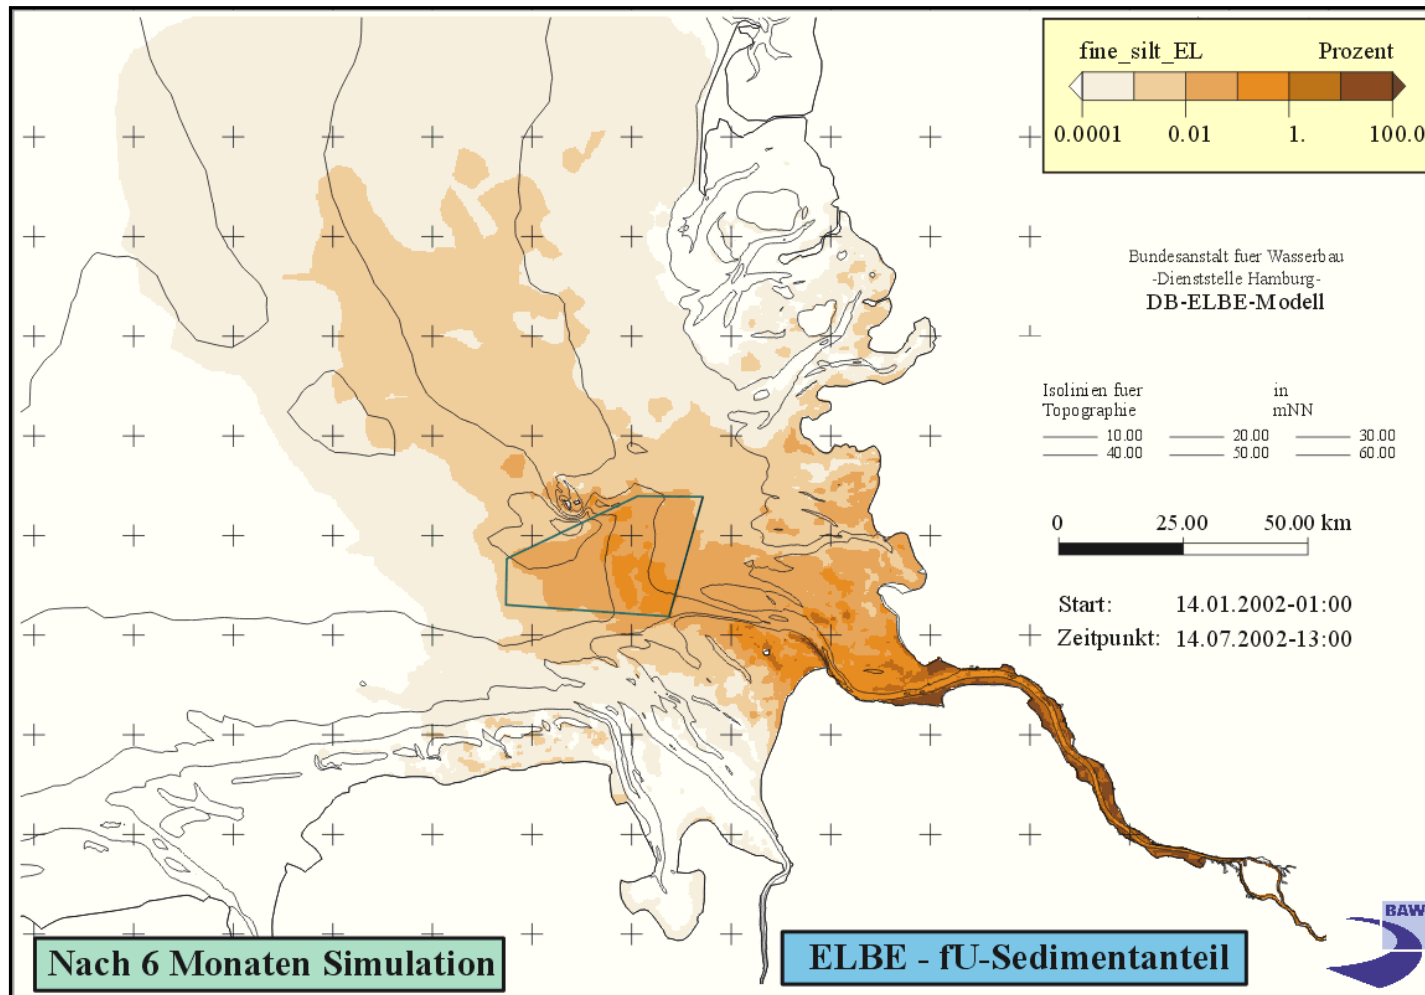 fine_silt_EL Prozent
0.0001 0.01 1. 100.0
Bundesanstalt fuer Wasserbau
-Dienststelle Hamburg-
DB-ELBE-Modell
Isolinien fuer in
Topographie mNN
10.00 20.00 30.00
40.00 50.00 60.00
0 25.00 50.00 km
Start: 14.01.2002-01:00
Zeitpunkt: 14.07.2002-13:00
BAW
Nach 6 Monaten Simulation
ELBE - fU-Sedimentanteil